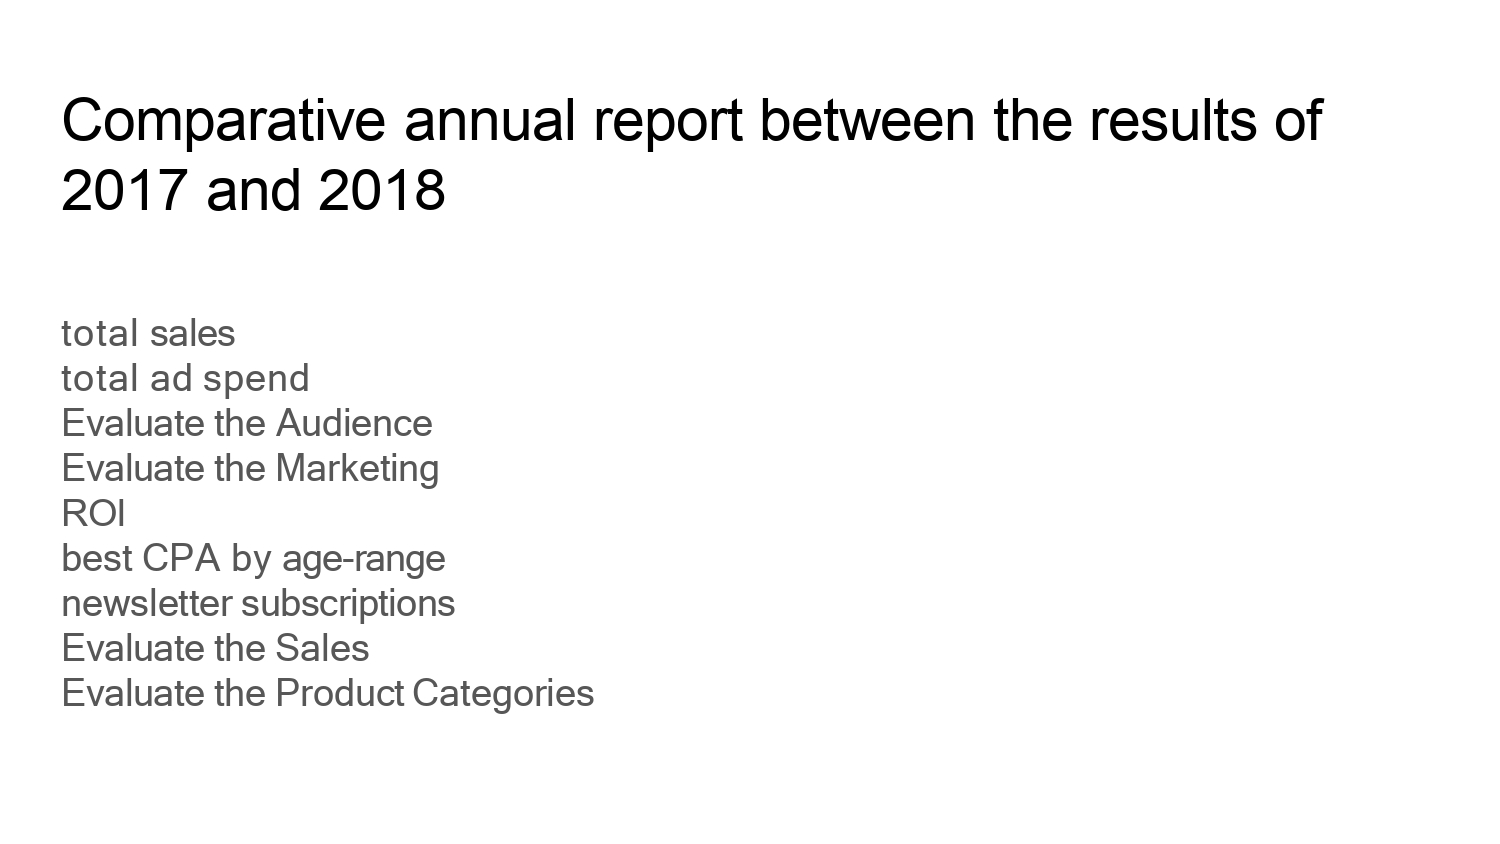 Comparative annual report between the results of
2017 and 2018
total sales
total ad spend
Evaluate the Audience
Evaluate the Marketing
ROI
best CPA by age-range
newsletter subscriptions
Evaluate the Sales
Evaluate the Product Categories